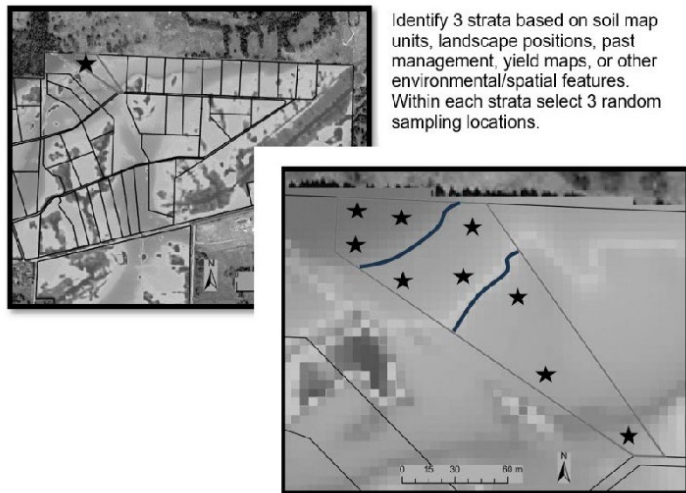 Identify 3 strata based on soil map
units, landscape positions, past
management, yield maps, or other
environmental/spatial features.
Within each strata select 3 random
sampling locations.
N
N
0 15 30 60 m